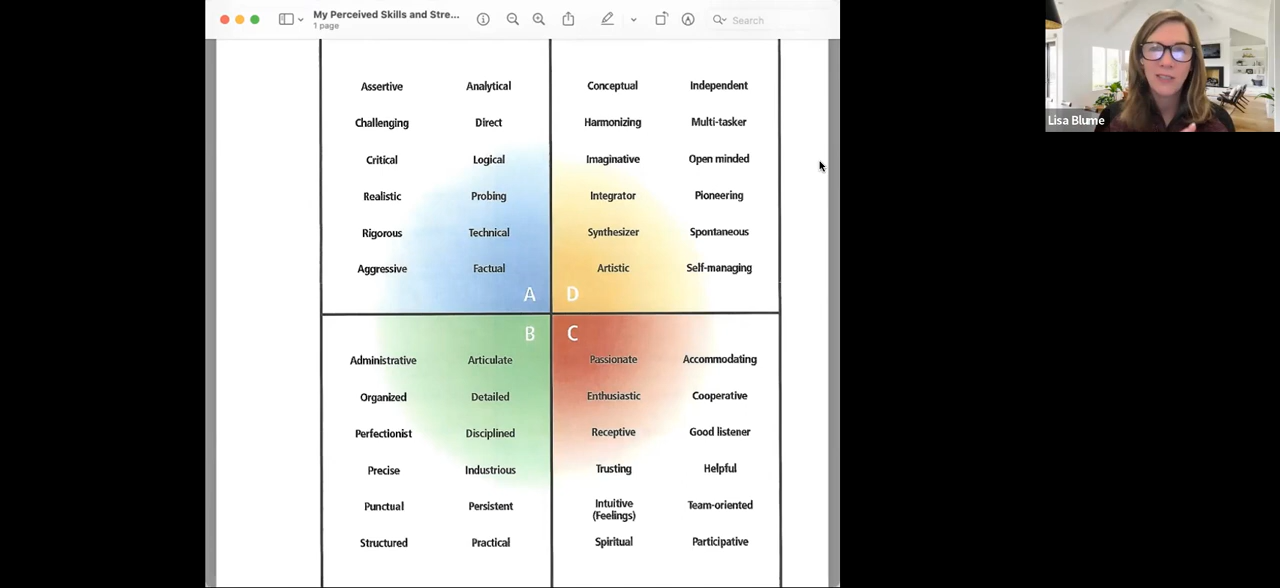 My Perceived Skills and Stre...
1 page
Search
Lisa Blume
Assertive Analytical Conceptual Independent
Challenging Direct Harmonizing Multi-tasker
Critical Logical Imaginative Open minded
Realistic Probing Integrator Pioneering
Rigorous Technical Synthesizer Spontaneous
Aggressive Factual Artistic Self-managing
A D
B C
Administrative Articulate Passionate Accommodating
Organized Detailed Enthusiastic Cooperative
Perfectionist Disciplined Receptive Good listener
Precise Industrious Trusting Helpful
Punctual Persistent Intuitive Team-oriented
(Feelings)
Structured Practical Spiritual Participative